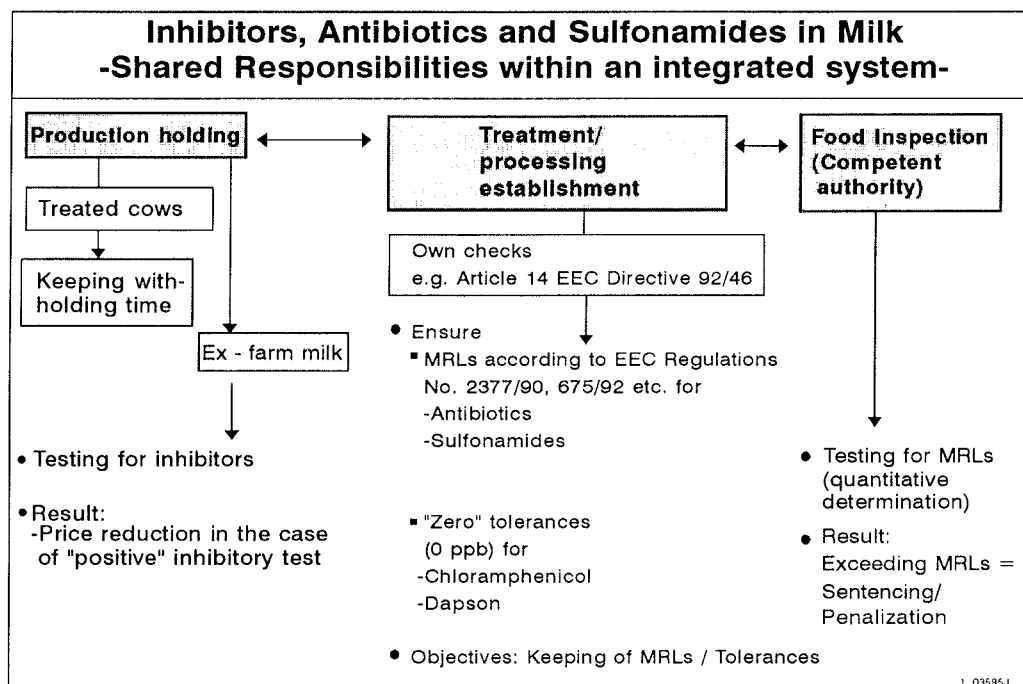 Inhibitors, Antibiotics and Sulfonamides in Milk
-Shared Responsibilities within an integrated system-
Production holding
Treated cows
Keeping with-
holding time
Ex - farm milk
• Testing for inhibitors
• Result:
-Price reduction in the case
of "positive" inhibitory test
Treatment/
processing
establishment
Own checks
e.g. Article 14 EEC Directive 92/46
• Ensure
▪ MRLs according to EEC Regulations
No. 2377/90, 675/92 etc. for
-Antibiotics
-Sulfonamides
▪ "Zero" tolerances
(0 ppb) for
-Chloramphenicol
-Dapson
• Objectives: Keeping of MRLs / Tolerances
Food Inspection
(Competent
authority)
• Testing for MRLs
(quantitative
determination)
• Result:
Exceeding MRLs =
Sentencing/
Penalization